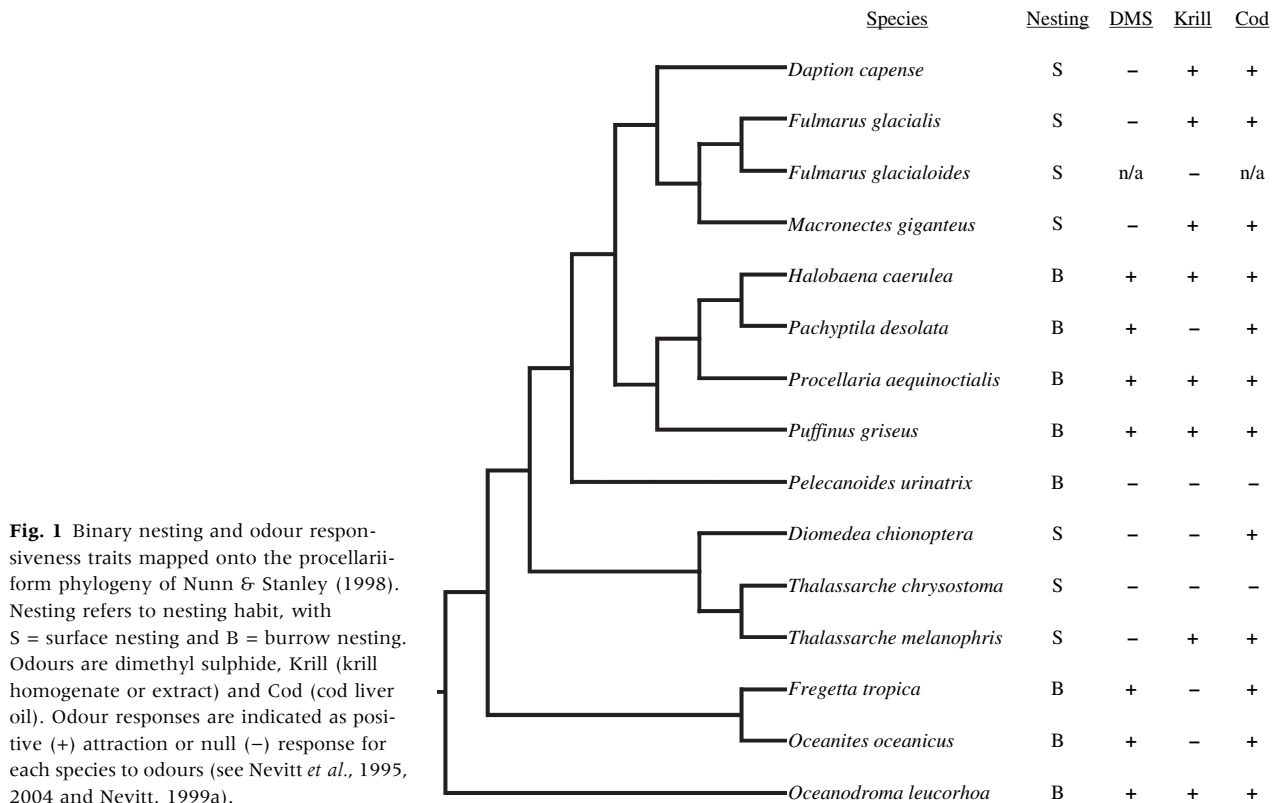 Species Nesting DMS Krill Cod
Daption capense S – + +
Fulmarus glacialis S – + +
Fulmarus glacialoides S n/a – n/a
Macronectes giganteus S – + +
Halobaena caerulea B + + +
Pachyptila desolata B + – +
Procellaria aequinoctialis B + + +
Puffinus griseus B + + +
Pelecanoides urinatrix B – – –
Diomedea chionoptera S – – +
Thalassarche chrysostoma S – – –
Thalassarche melanophris S – + +
Fregetta tropica B + – +
Oceanites oceanicus B + – +
Oceanodroma leucorhoa B + + +
Fig. 1 Binary nesting and odour respon-
siveness traits mapped onto the procellarii-
form phylogeny of Nunn & Stanley (1998).
Nesting refers to nesting habit, with
S = surface nesting and B = burrow nesting.
Odours are dimethyl sulphide, Krill (krill
homogenate or extract) and Cod (cod liver
oil). Odour responses are indicated as posi-
tive (+) attraction or null (−) response for
each species to odours (see Nevitt et al., 1995,
2004 and Nevitt, 1999a).